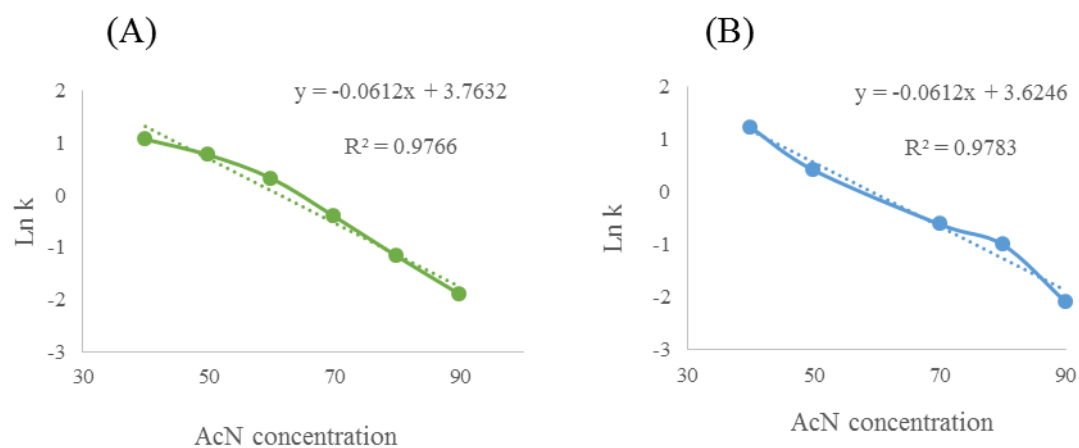 (A)
y = -0.0612x + 3.7632
R² = 0.9766
2
1
0
-1
-2
-3
Ln k
30
50
70
90
AcN concentration
(B)
y = -0.0612x + 3.6246
R² = 0.9783
2
1
0
-1
-2
-3
Ln k
30
50
70
90
AcN concentration